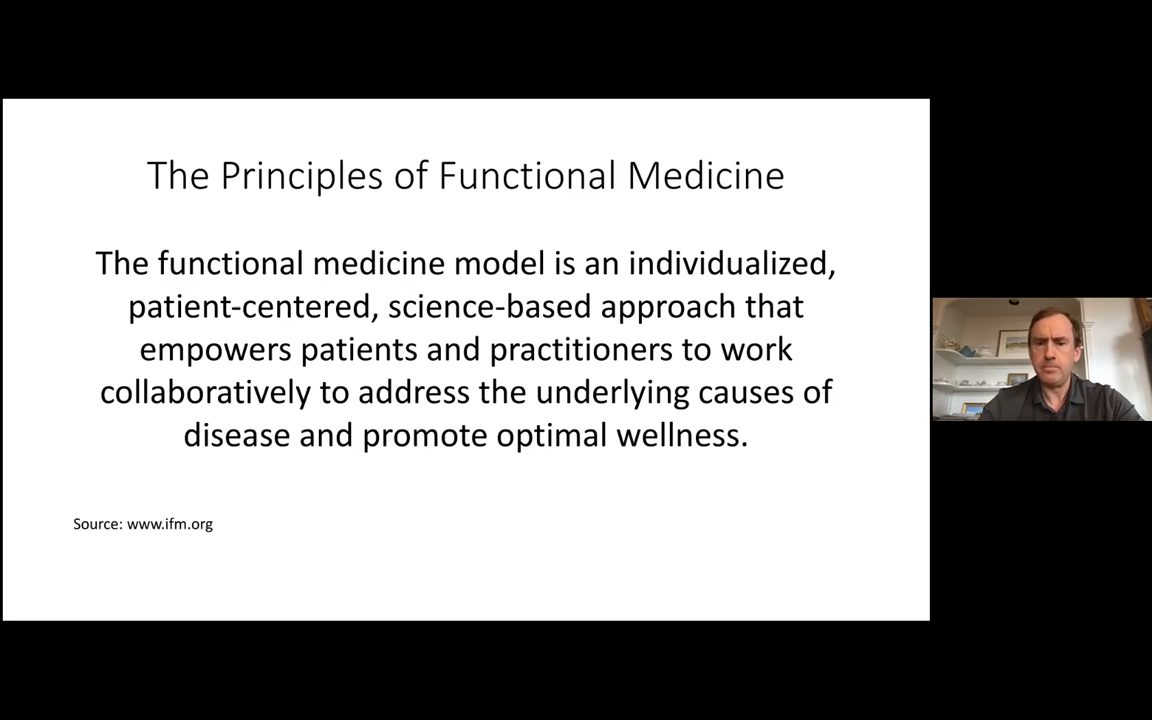 The Principles of Functional Medicine
The functional medicine model is an individualized,
patient-centered, science-based approach that
empowers patients and practitioners to work
collaboratively to address the underlying causes of
disease and promote optimal wellness.
Source: www.ifm.org